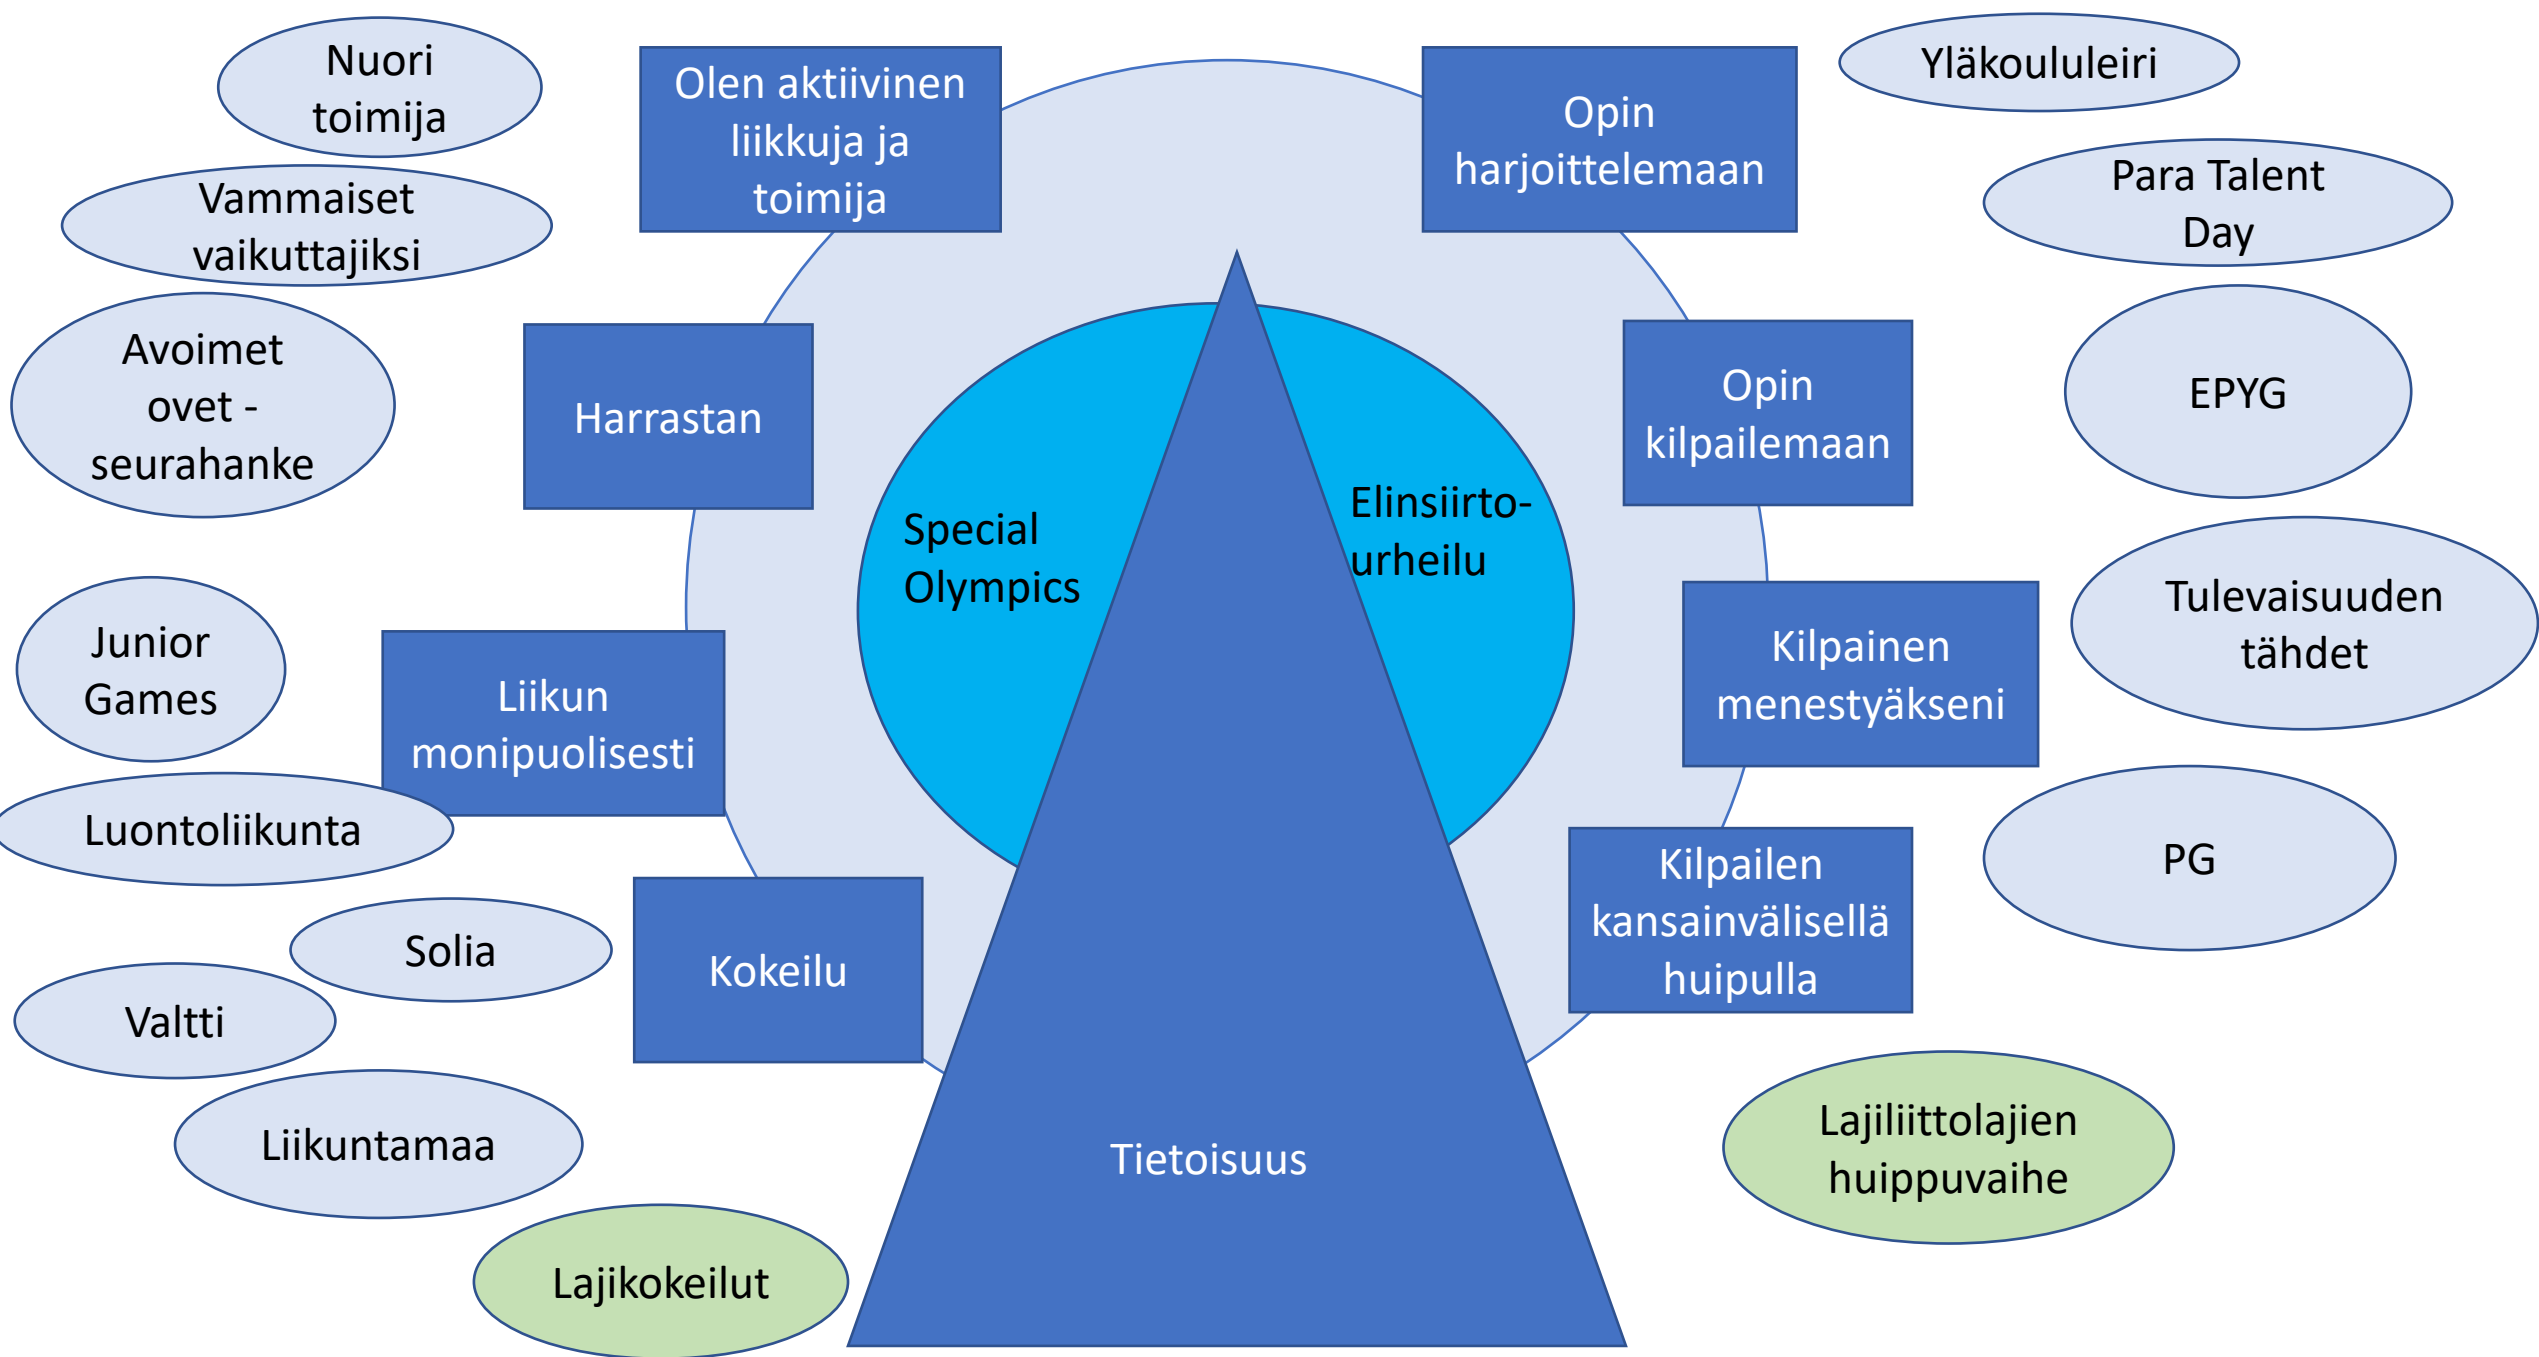 Nuori
toimija
Vammaiset
vaikuttajiksi
Avoimet
ovet -
seurahanke
Junior
Games
Luontoliikunta
Solia
Valtti
Liikuntamaa
Lajikokeilut
Olen aktiivinen
liikkuja ja
toimija
Harrastan
Liikun
monipuolisesti
Kokeilu
Special
Olympics
Elinsiirto-
urheilu
Tietoisuus
Opin
harjoittelemaan
Opin
kilpailemaan
Kilpainen
menestyäkseni
Kilpailen
kansainvälisellä
huipulla
Yläkoululeiri
Para Talent
Day
EPYG
Tulevaisuuden
tähdet
PG
Lajiliittolajien
huippuvaihe